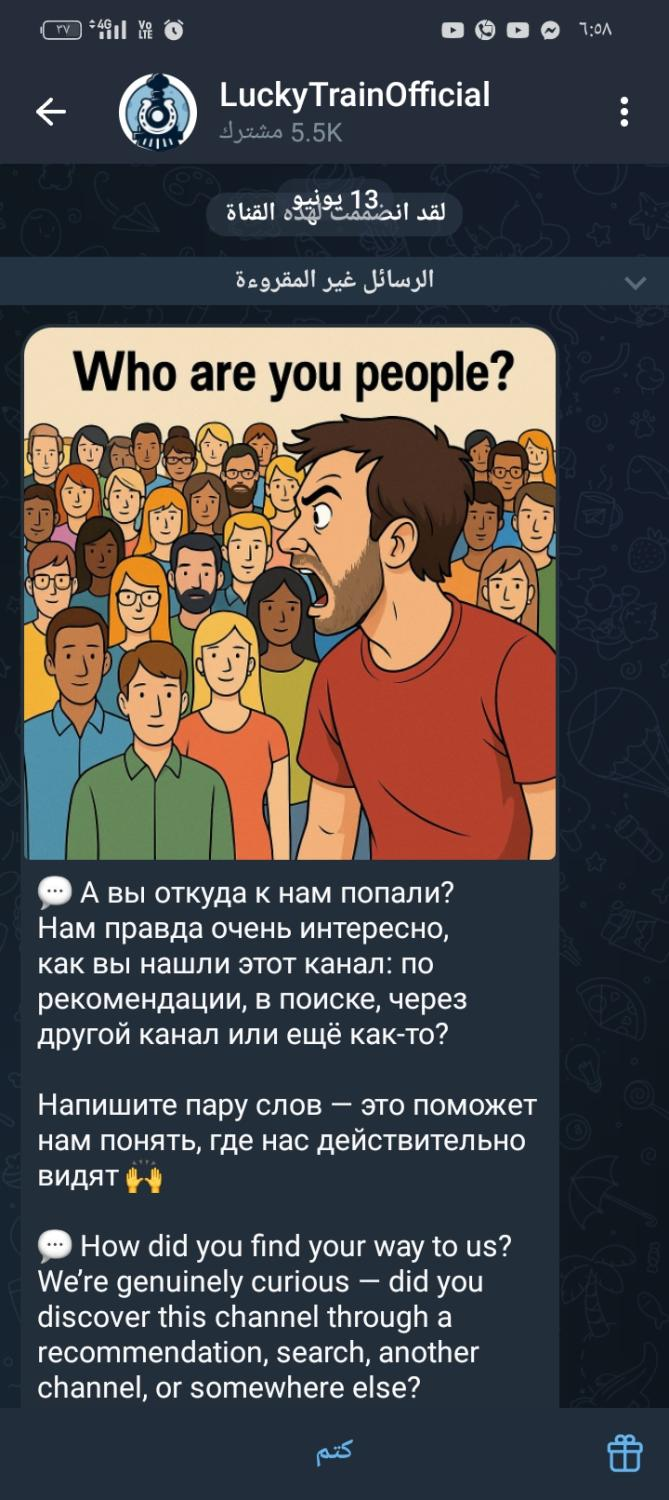 ٣٧ 4G Vo LTE ٦:٥٨
LuckyTrainOfficial
5.5K مشترك
13 يونيو
لقد انضممت لهذه القناة
الرسائل غير المقروءة
Who are you people?
💬 А вы откуда к нам попали?
Нам правда очень интересно,
как вы нашли этот канал: по
рекомендации, в поиске, через
другой канал или ещё как-то?
Напишите пару слов — это поможет
нам понять, где нас действительно
видят 🙌
💬 How did you find your way to us?
We’re genuinely curious — did you
discover this channel through a
recommendation, search, another
channel, or somewhere else?
كتم